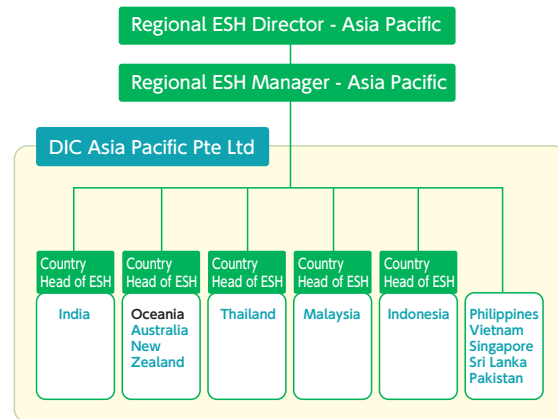 Regional ESH Director - Asia Pacific
Regional ESH Manager - Asia Pacific
DIC Asia Pacific Pte Ltd
Country
Head of ESH
India
Country
Head of ESH
Oceania
Australia
New
Zealand
Country
Head of ESH
Thailand
Country
Head of ESH
Malaysia
Country
Head of ESH
Indonesia
Philippines
Vietnam
Singapore
Sri Lanka
Pakistan